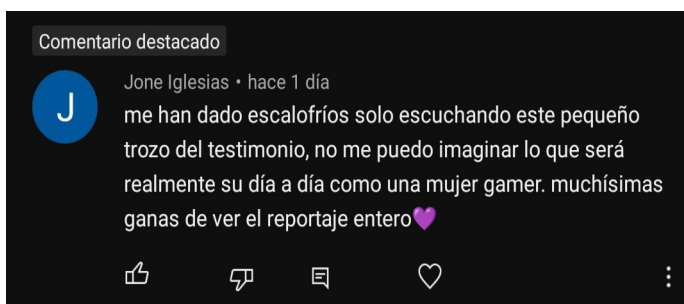 Comentario destacado
J
Jone Iglesias • hace 1 día
me han dado escalofríos solo escuchando este pequeño
trozo del testimonio, no me puedo imaginar lo que será
realmente su día a día como una mujer gamer. muchísimas
ganas de ver el reportaje entero💜